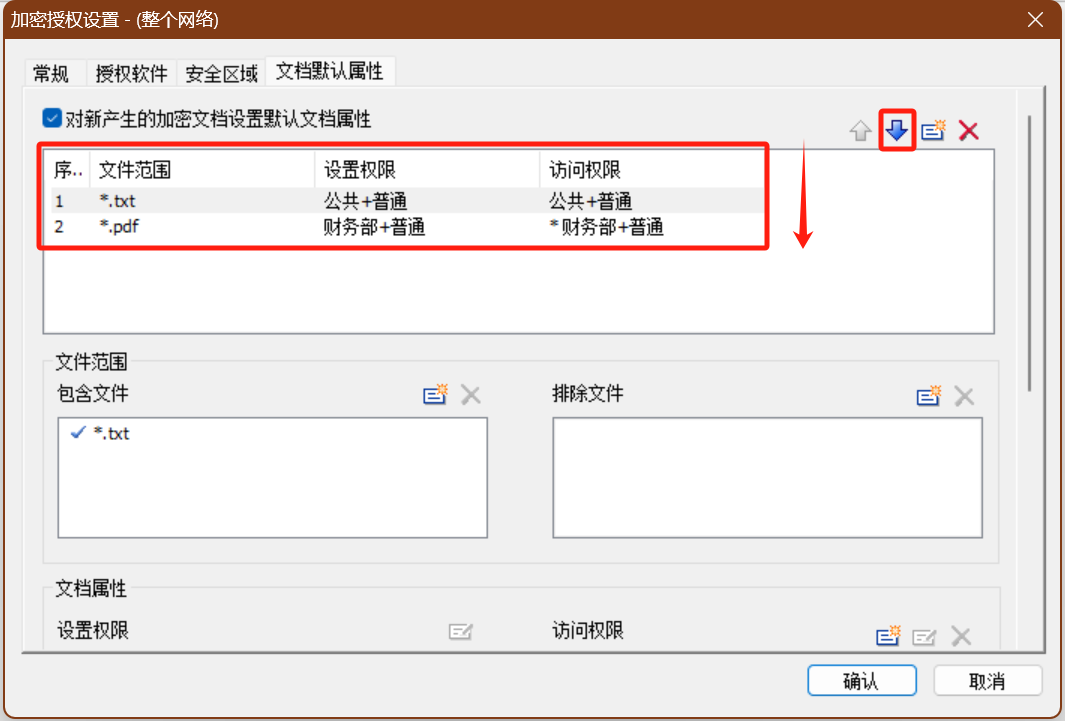 加密授权设置 - (整个网络)
常规 授权软件 安全区域 文档默认属性
对新产生的加密文档设置默认文档属性
序.. 文件范围 设置权限 访问权限
1 *.txt 公共+普通 公共+普通
2 *.pdf 财务部+普通 *财务部+普通
文件范围
包含文件 排除文件
*.txt
文档属性
设置权限 访问权限
确认 取消